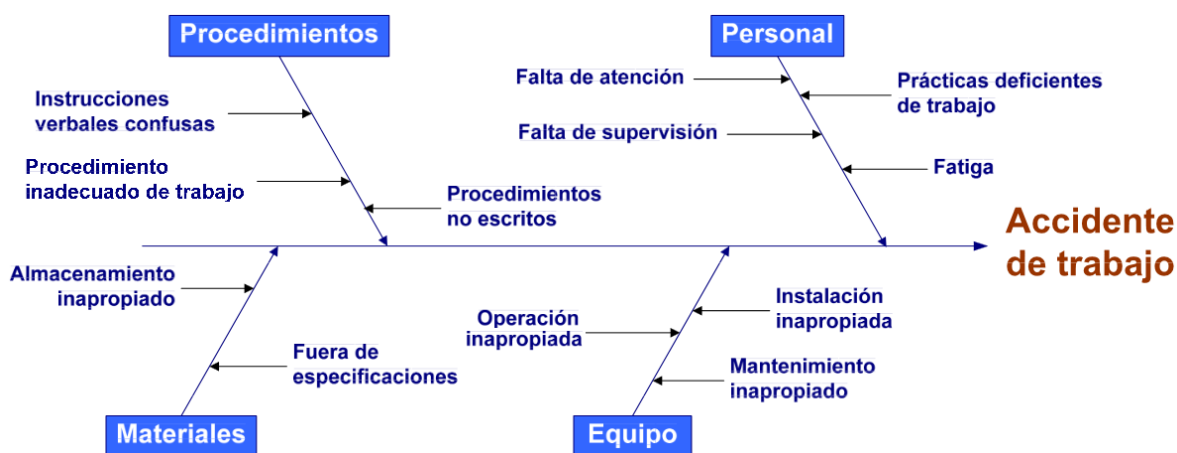 Procedimientos
Personal
Falta de atención
Prácticas deficientes
de trabajo
Instrucciones
verbales confusas
Falta de supervisión
Procedimiento
inadecuado de trabajo
Fatiga
Procedimientos
no escritos
Accidente
de trabajo
Almacenamiento
inapropiado
Instalación
inapropiada
Operación
inapropiada
Fuera de
especificaciones
Mantenimiento
inapropiado
Materiales
Equipo